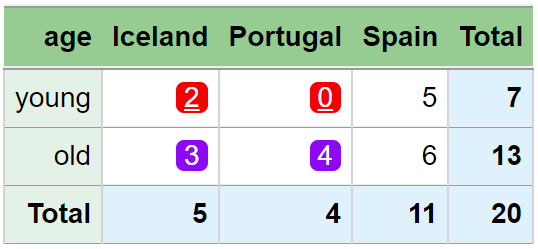 age Iceland Portugal Spain Total
young 2 0 5 7
old 3 4 6 13
Total 5 4 11 20